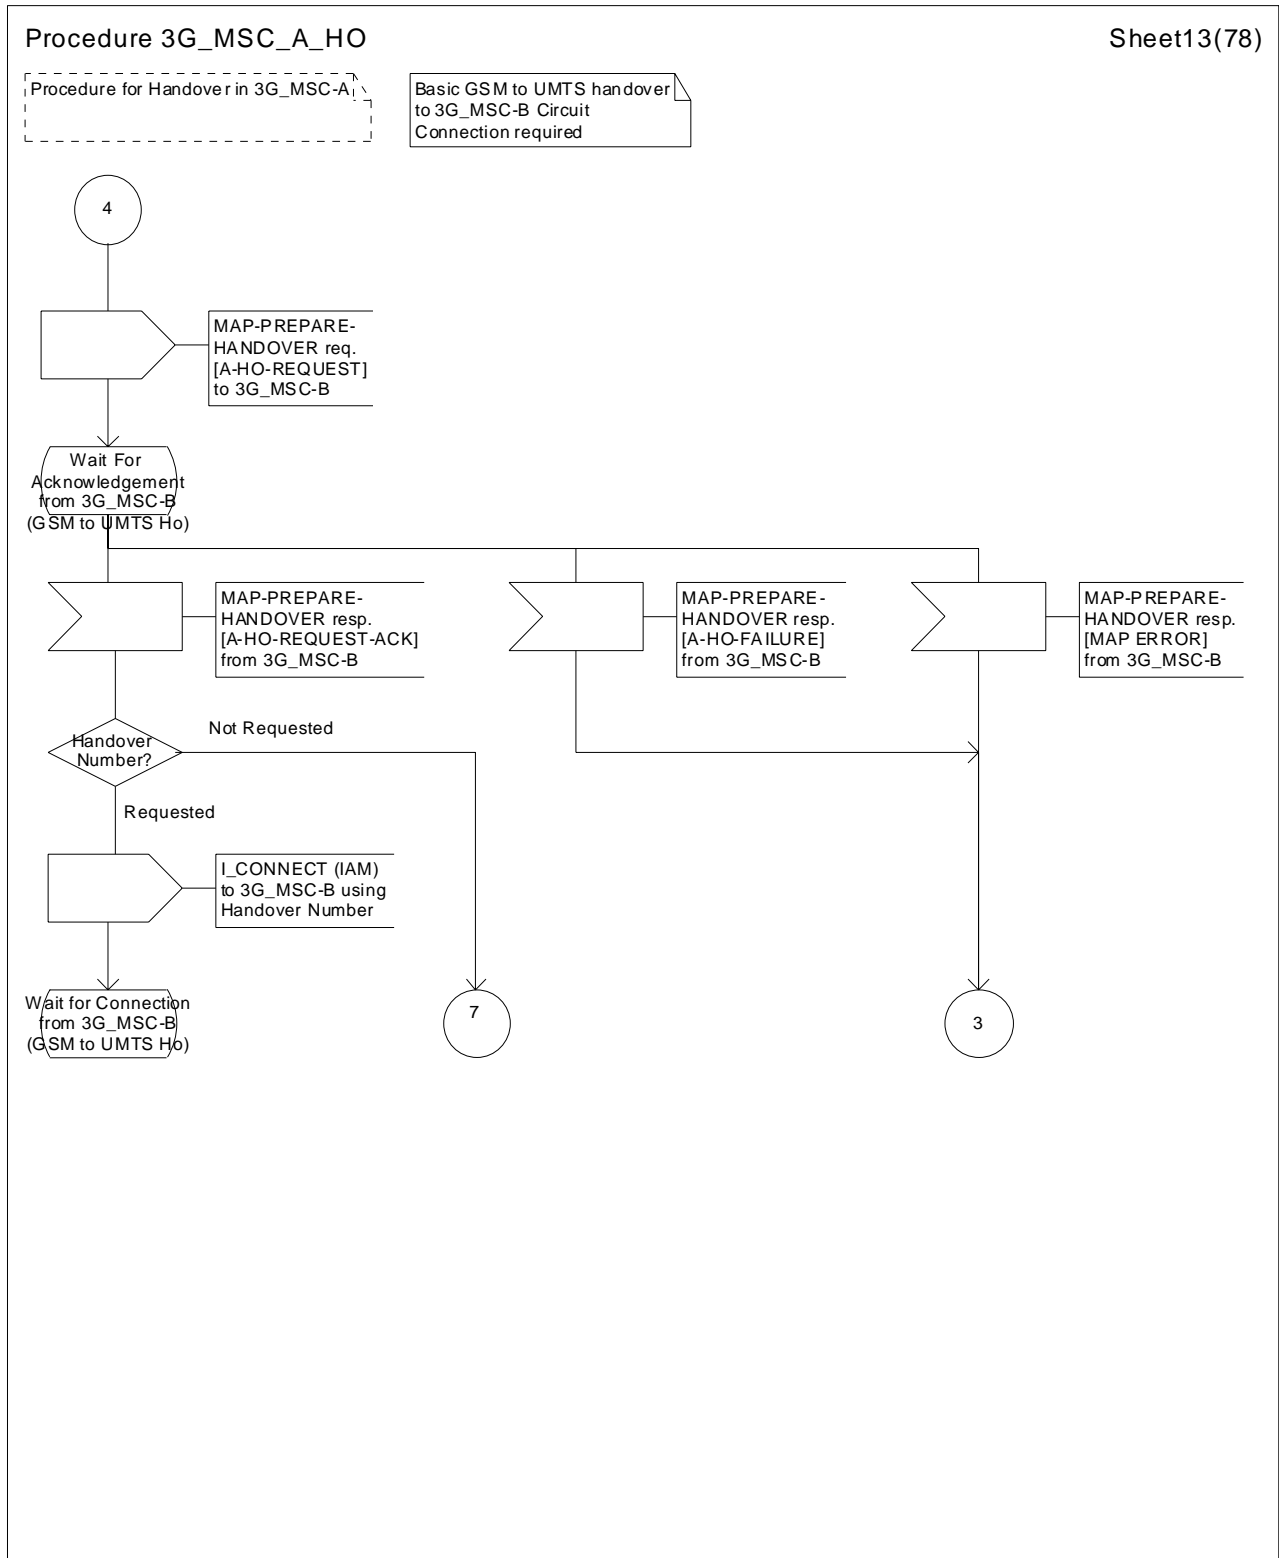 Procedure 3G_MSC_A_HO
Sheet13(78)
Procedure for Handover in 3G_MSC-A
Basic GSM to UMTS handover
to 3G_MSC-B Circuit
Connection required
4
MAP-PREPARE-
HANDOVER req.
[A-HO-REQUEST]
to 3G_MSC-B
Wait For
Acknowledgement
from 3G_MSC-B
(GSM to UMTS Ho)
MAP-PREPARE-
HANDOVER resp.
[A-HO-REQUEST-ACK]
from 3G_MSC-B
MAP-PREPARE-
HANDOVER resp.
[A-HO-FAILURE]
from 3G_MSC-B
MAP-PREPARE-
HANDOVER resp.
[MAP ERROR]
from 3G_MSC-B
Handover
Number?
Not Requested
Requested
I_CONNECT (IAM)
to 3G_MSC-B using
Handover Number
Wait for Connection
from 3G_MSC-B
(GSM to UMTS Ho)
7
3